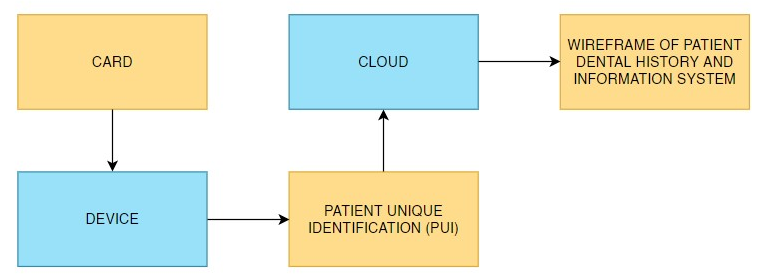 CARD
CLOUD
WIREFRAME OF PATIENT
DENTAL HISTORY AND
INFORMATION SYSTEM
DEVICE
PATIENT UNIQUE
IDENTIFICATION (PUI)